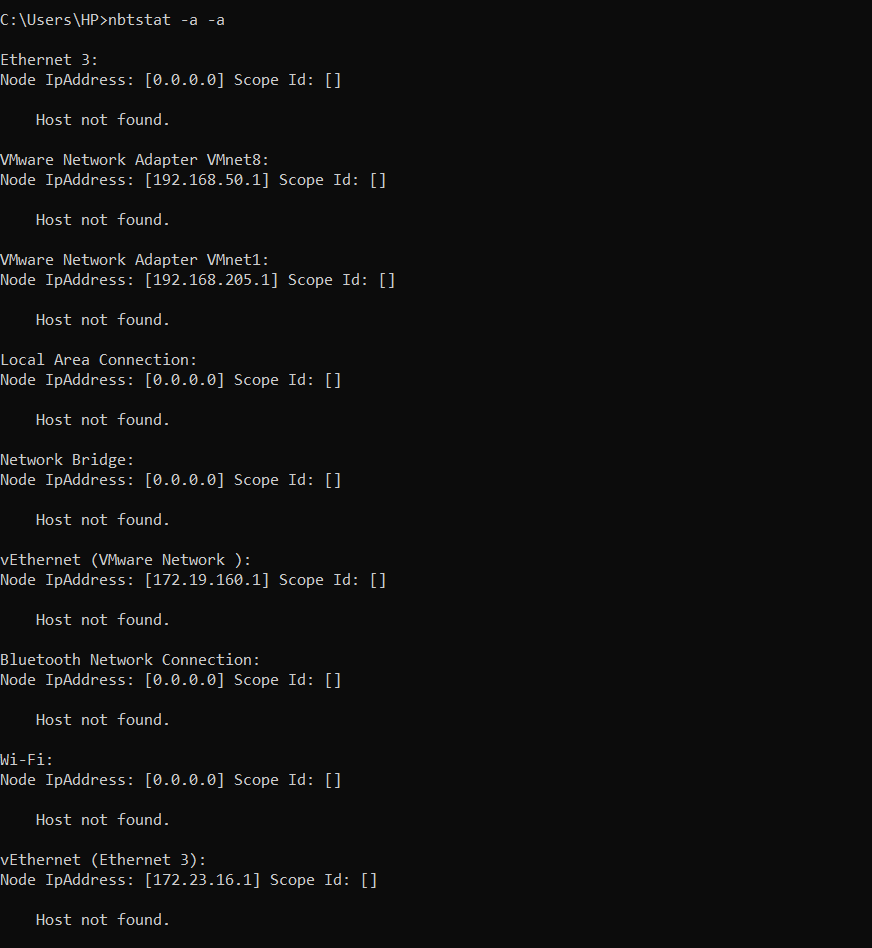 C:\Users\HP>nbtstat -a -a
Ethernet 3:
Node IpAddress: [0.0.0.0] Scope Id: []
Host not found.
VMware Network Adapter VMnet8:
Node IpAddress: [192.168.50.1] Scope Id: []
Host not found.
VMware Network Adapter VMnet1:
Node IpAddress: [192.168.205.1] Scope Id: []
Host not found.
Local Area Connection:
Node IpAddress: [0.0.0.0] Scope Id: []
Host not found.
Network Bridge:
Node IpAddress: [0.0.0.0] Scope Id: []
Host not found.
vEthernet (VMware Network ):
Node IpAddress: [172.19.160.1] Scope Id: []
Host not found.
Bluetooth Network Connection:
Node IpAddress: [0.0.0.0] Scope Id: []
Host not found.
Wi-Fi:
Node IpAddress: [0.0.0.0] Scope Id: []
Host not found.
vEthernet (Ethernet 3):
Node IpAddress: [172.23.16.1] Scope Id: []
Host not found.